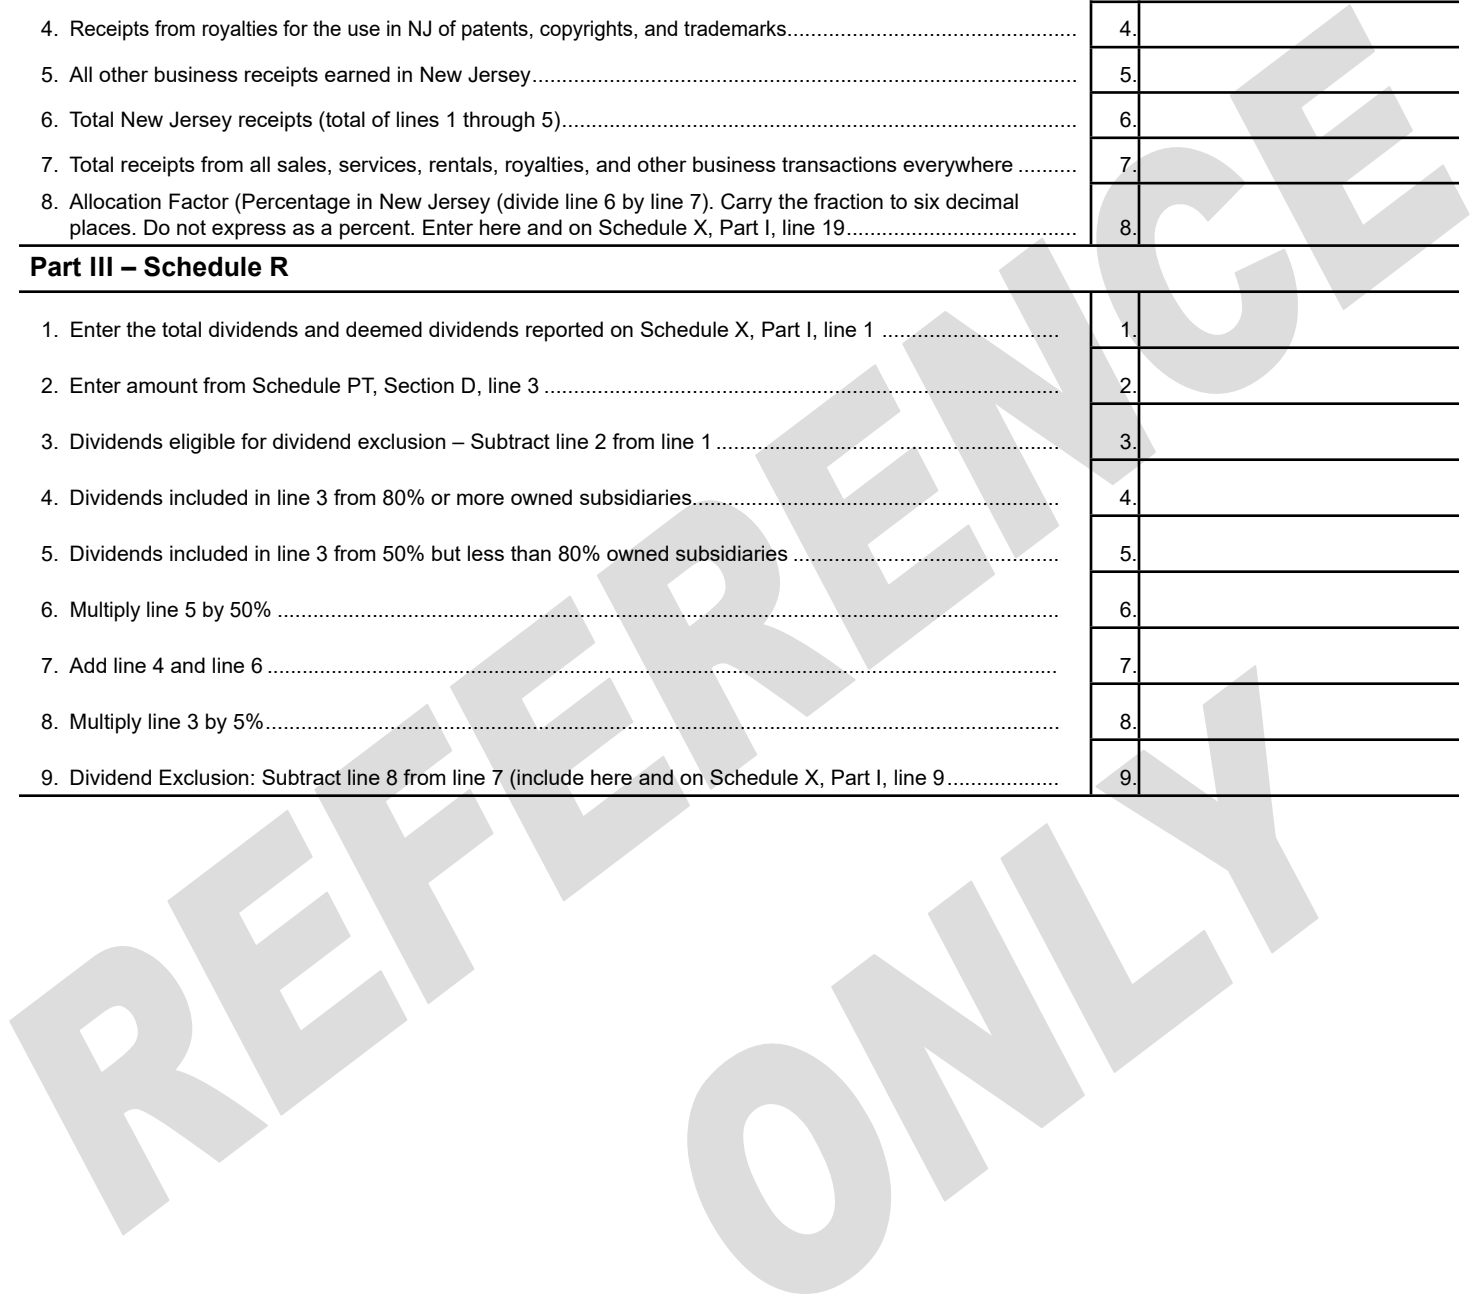 4. Receipts from royalties for the use in NJ of patents, copyrights, and trademarks................................................ 4.
5. All other business receipts earned in New Jersey........................................................................................... 5.
6. Total New Jersey receipts (total of lines 1 through 5)...................................................................................... 6.
7. Total receipts from all sales, services, rentals, royalties, and other business transactions everywhere .......... 7.
8. Allocation Factor (Percentage in New Jersey (divide line 6 by line 7). Carry the fraction to six decimal
places. Do not express as a percent. Enter here and on Schedule X, Part I, line 19....................................... 8.
Part III – Schedule R
1. Enter the total dividends and deemed dividends reported on Schedule X, Part I, line 1 .............................. 1.
2. Enter amount from Schedule PT, Section D, line 3 ...................................................................................... 2.
3. Dividends eligible for dividend exclusion – Subtract line 2 from line 1 ......................................................... 3.
4. Dividends included in line 3 from 80% or more owned subsidiaries............................................................. 4.
5. Dividends included in line 3 from 50% but less than 80% owned subsidiaries ............................................. 5.
6. Multiply line 5 by 50% .................................................................................................................................. 6.
7. Add line 4 and line 6 .................................................................................................................................... 7.
8. Multiply line 3 by 5%..................................................................................................................................... 8.
9. Dividend Exclusion: Subtract line 8 from line 7 (include here and on Schedule X, Part I, line 9................... 9.
REFERENCE
ONLY